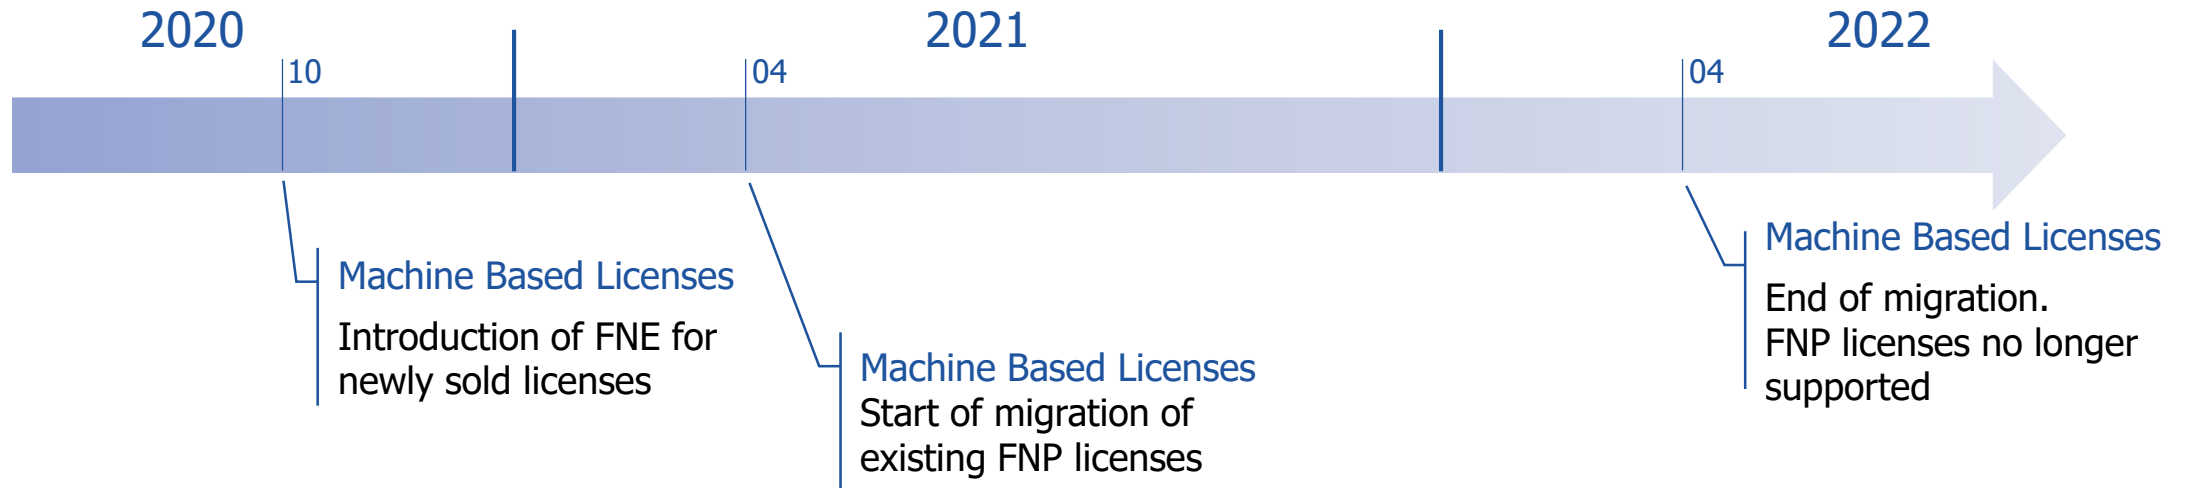 2020
2021
2022
10
04
04
Machine Based Licenses
Introduction of FNE for
newly sold licenses
Machine Based Licenses
Start of migration of
existing FNP licenses
Machine Based Licenses
End of migration.
FNP licenses no longer
supported